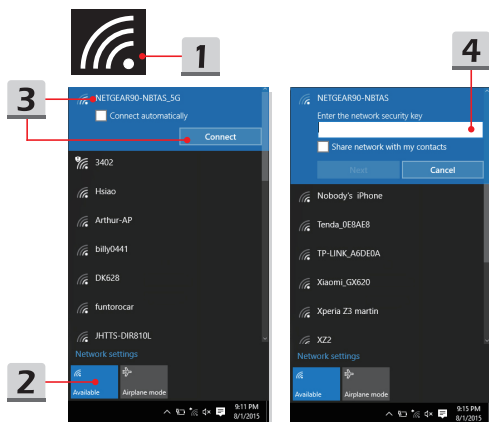 1
3
NETGEAR90-NBTAS_5G
Connect automatically
Connect
3402
Hsiao
Arthur-AP
billy0441
DK628
funtorocar
JHTTS-DIR810L
Network settings
2
Available
Airplane mode
9:11 PM
8/1/2015
4
NETGEAR90-NBTAS
Enter the network security key
Share network with my contacts
Next
Cancel
Nobody's iPhone
Tenda_0E8AE8
TP-LINK_A6DE0A
Xiaomi_GX620
Xperia Z3 martin
XZ2
Network settings
Available
Airplane mode
9:15 PM
8/1/2015